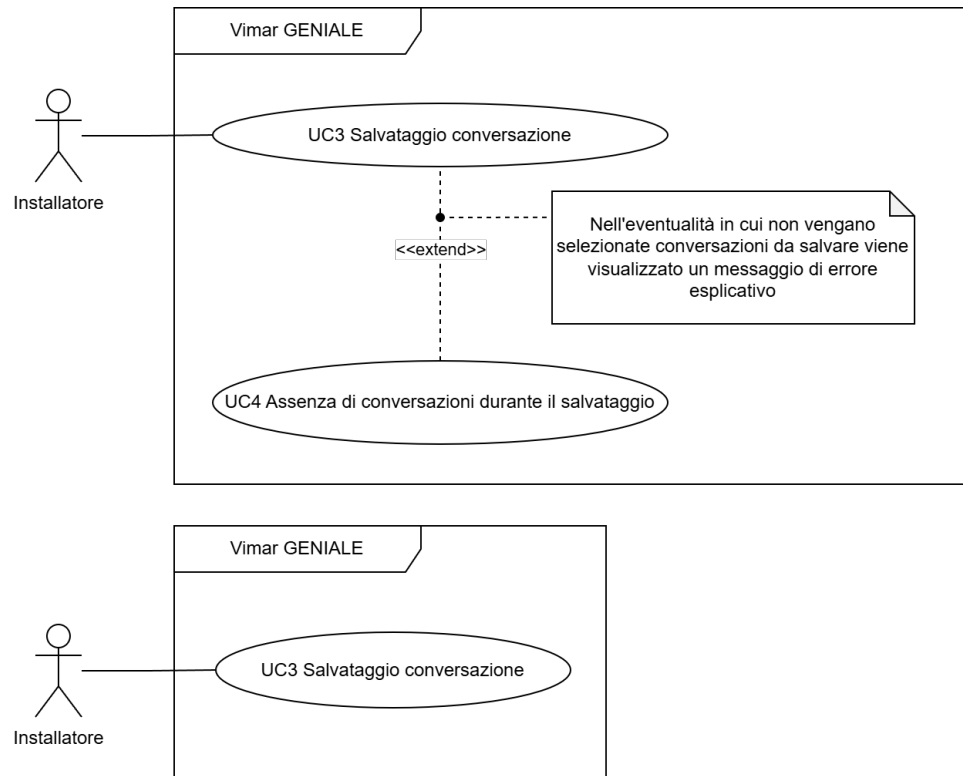 Vimar GENIALE
UC3 Salvataggio conversazione
Installatore
Nell'eventualità in cui non vengano
selezionate conversazioni da salvare viene
visualizzato un messaggio di errore
esplicativo
<<extend>>
UC4 Assenza di conversazioni durante il salvataggio
Vimar GENIALE
UC3 Salvataggio conversazione
Installatore